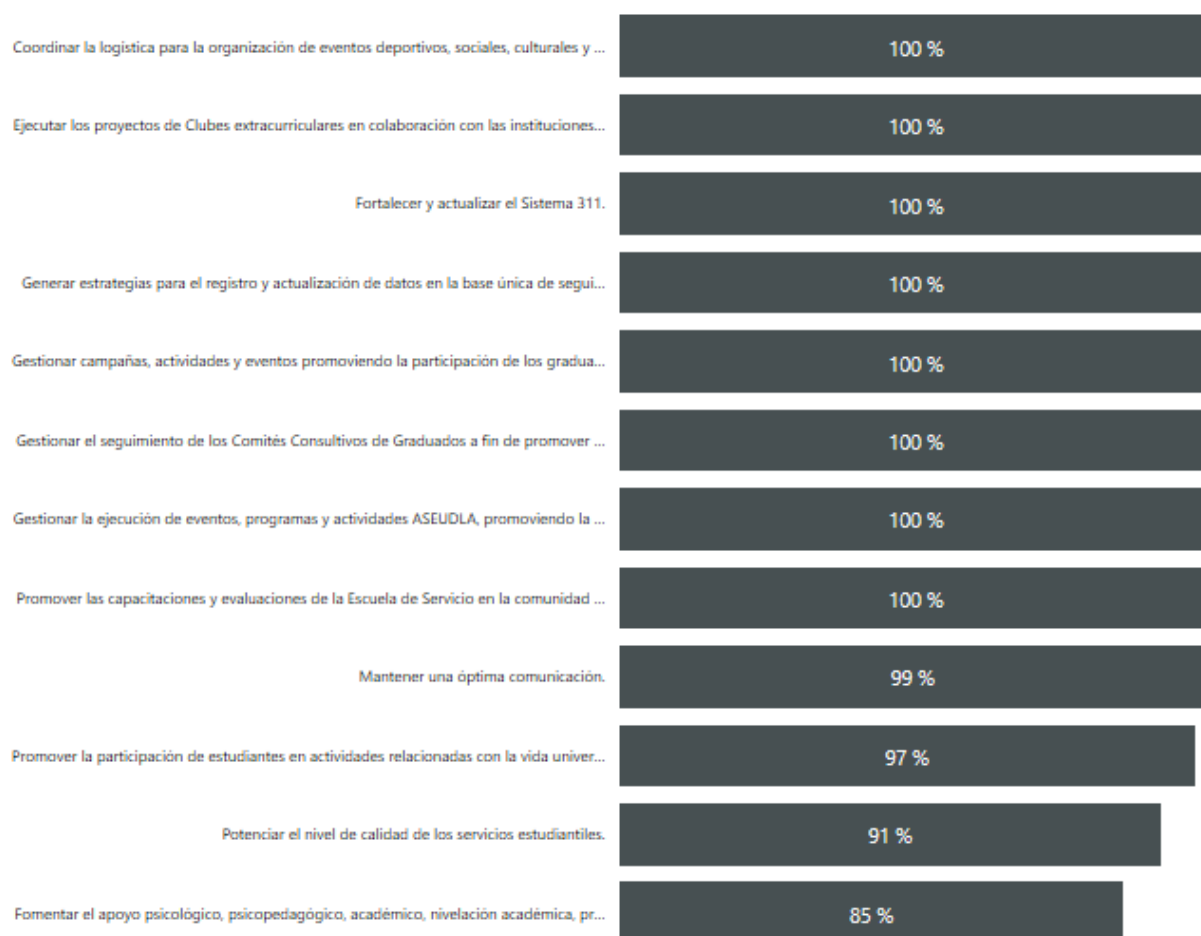 Coordinar la logística para la organización de eventos deportivos, sociales, culturales y ... 100 %
Ejecutar los proyectos de Clubes extracurriculares en colaboración con las instituciones... 100 %
Fortalecer y actualizar el Sistema 311. 100 %
Generar estrategias para el registro y actualización de datos en la base única de segui... 100 %
Gestionar campañas, actividades y eventos promoviendo la participación de los gradua... 100 %
Gestionar el seguimiento de los Comités Consultivos de Graduados a fin de promover ... 100 %
Gestionar la ejecución de eventos, programas y actividades ASEUDLA, promoviendo la ... 100 %
Promover las capacitaciones y evaluaciones de la Escuela de Servicio en la comunidad ... 100 %
Mantener una óptima comunicación. 99 %
Promover la participación de estudiantes en actividades relacionadas con la vida univer... 97 %
Potenciar el nivel de calidad de los servicios estudiantiles. 91 %
Fomentar el apoyo psicológico, psicopedagógico, académico, nivelación académica, pr... 85 %